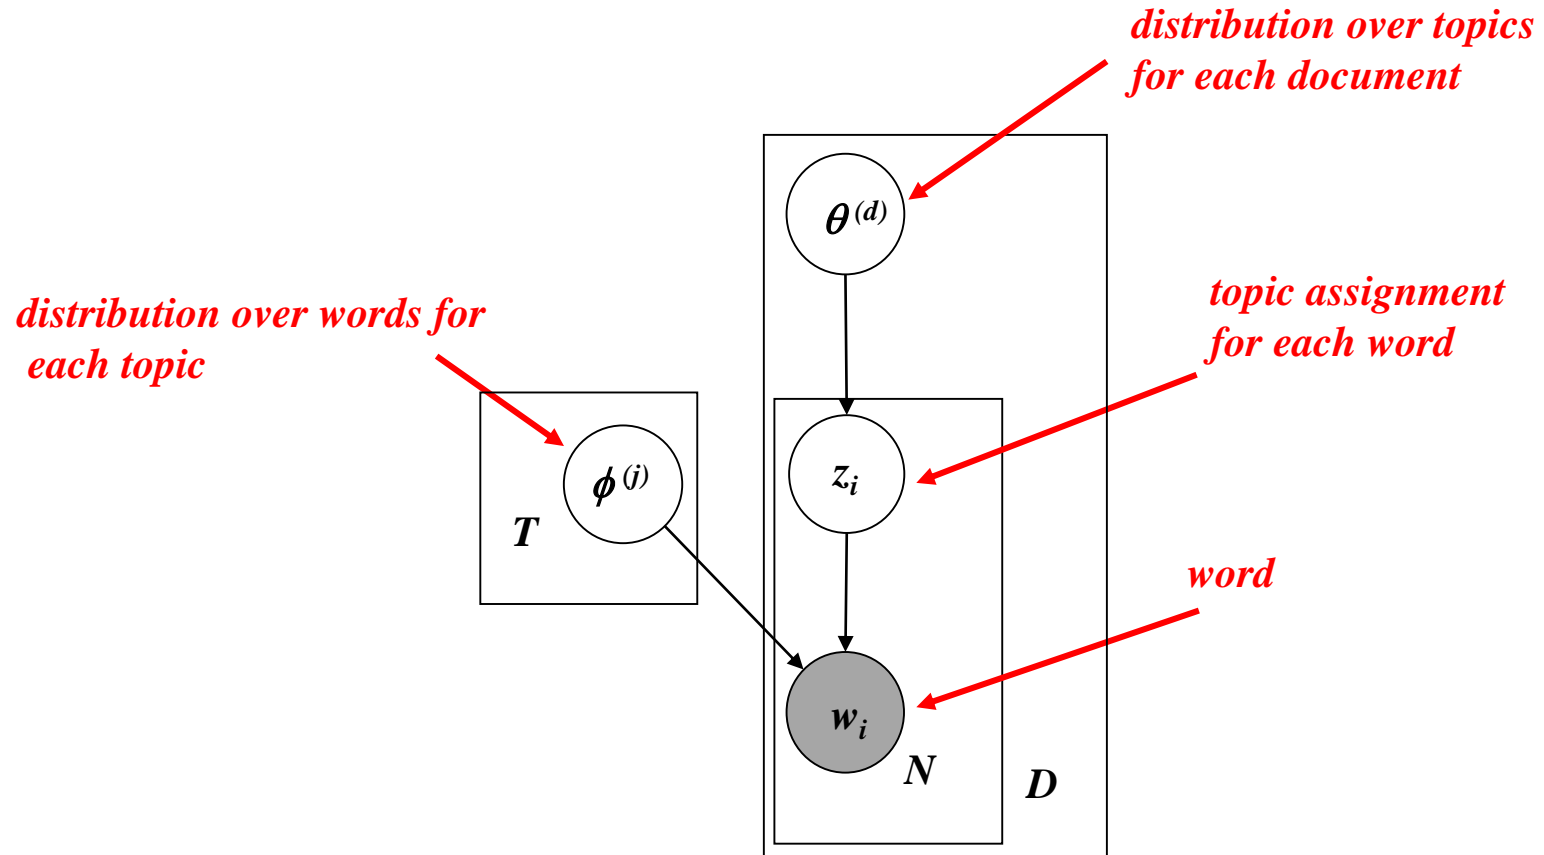 distribution over topics
for each document
θ(d)
topic assignment
for each word
distribution over words for
each topic
ϕ(j)
T
zi
word
wi
N
D